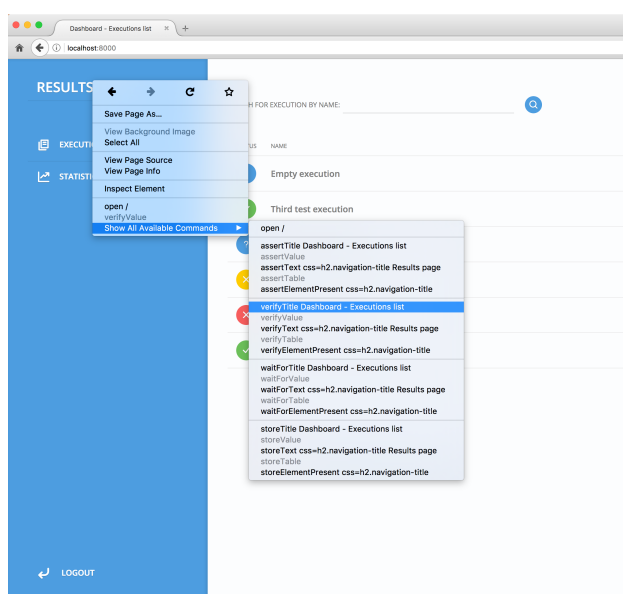 Dashboard - Executions list
localhost:8000
RESULTS
H FOR EXECUTION BY NAME:
NAME
EXECUTI
STATISTI
Empty execution
Third test execution
Save Page As...
View Background Image
Select All
View Page Source
View Page Info
Inspect Element
open /
verifyValue
Show All Available Commands
open /
assertTitle Dashboard - Executions list
assertValue
assertText css=h2.navigation-title Results page
assertTable
assertElementPresent css=h2.navigation-title
verifyTitle Dashboard - Executions list
verifyValue
verifyText css=h2.navigation-title Results page
verifyTable
verifyElementPresent css=h2.navigation-title
waitForTitle Dashboard - Executions list
waitForValue
waitForText css=h2.navigation-title Results page
waitForTable
waitForElementPresent css=h2.navigation-title
storeTitle Dashboard - Executions list
storeValue
storeText css=h2.navigation-title Results page
storeTable
storeElementPresent css=h2.navigation-title
LOGOUT